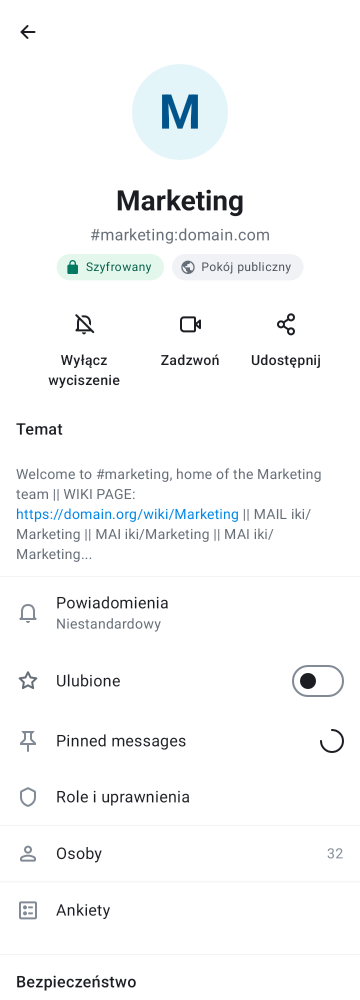 M
Marketing
#marketing:domain.com
Szyfrowany Pokój publiczny
Wyłącz wyciszenie
Zadzwoń
Udostępnij
Temat
Welcome to #marketing, home of the Marketing
team || WIKI PAGE:
https://domain.org/wiki/Marketing || MAIL iki/
Marketing || MAI iki/Marketing || MAI iki/
Marketing...
Powiadomienia
Niestandardowy
Ulubione
Pinned messages
Role i uprawnienia
Osoby 32
Ankiety
Bezpieczeństwo